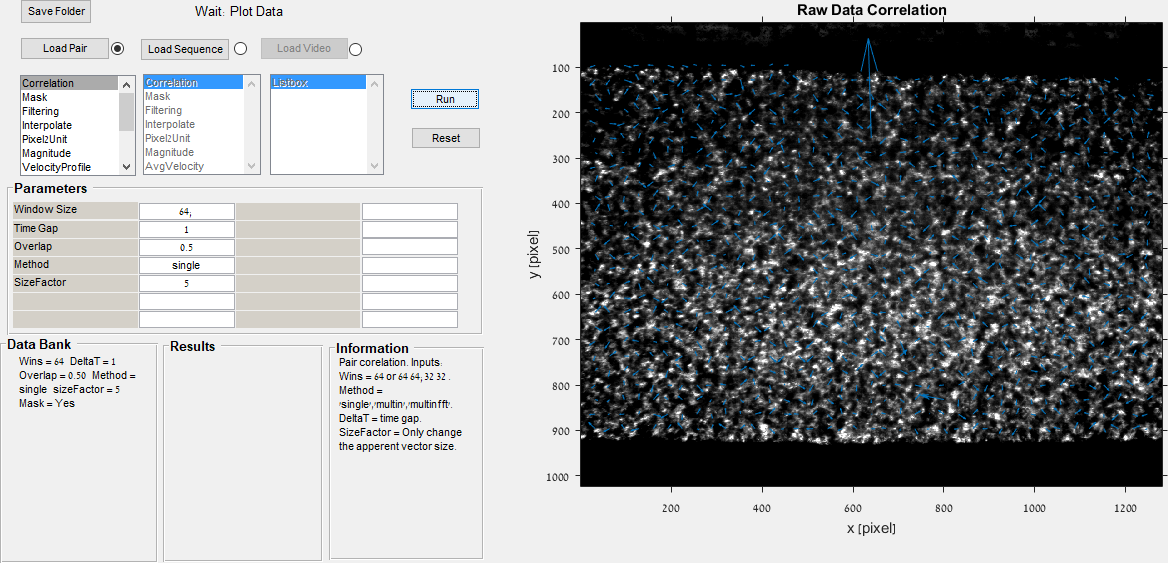 Save Folder
Wait: Plot Data
Load Pair
Load Sequence
Load Video
Correlation
Mask
Filtering
Interpolate
Pixel2Unit
Magnitude
VelocityProfile
Correlation
Mask
Filtering
Interpolate
Pixel2Unit
Magnitude
AvgVelocity
Listbox
Run
Reset
Parameters
Window Size 64;
Time Gap 1
Overlap 0.5
Method single
SizeFactor 5
Data Bank
Wins = 64 DeltaT = 1
Overlap = 0.50 Method =
single sizeFactor = 5
Mask = Yes
Results
Information
Pair corelation. Inputs:
Wins = 64 or 64 64; 32 32 .
Method =
'single','multin','multinfft'.
DeltaT = time gap.
SizeFactor = Only change
the apperent vector size.
Raw Data Correlation
y [pixel]
100
200
300
400
500
600
700
800
900
1000
200 400 600 800 1000 1200
x [pixel]